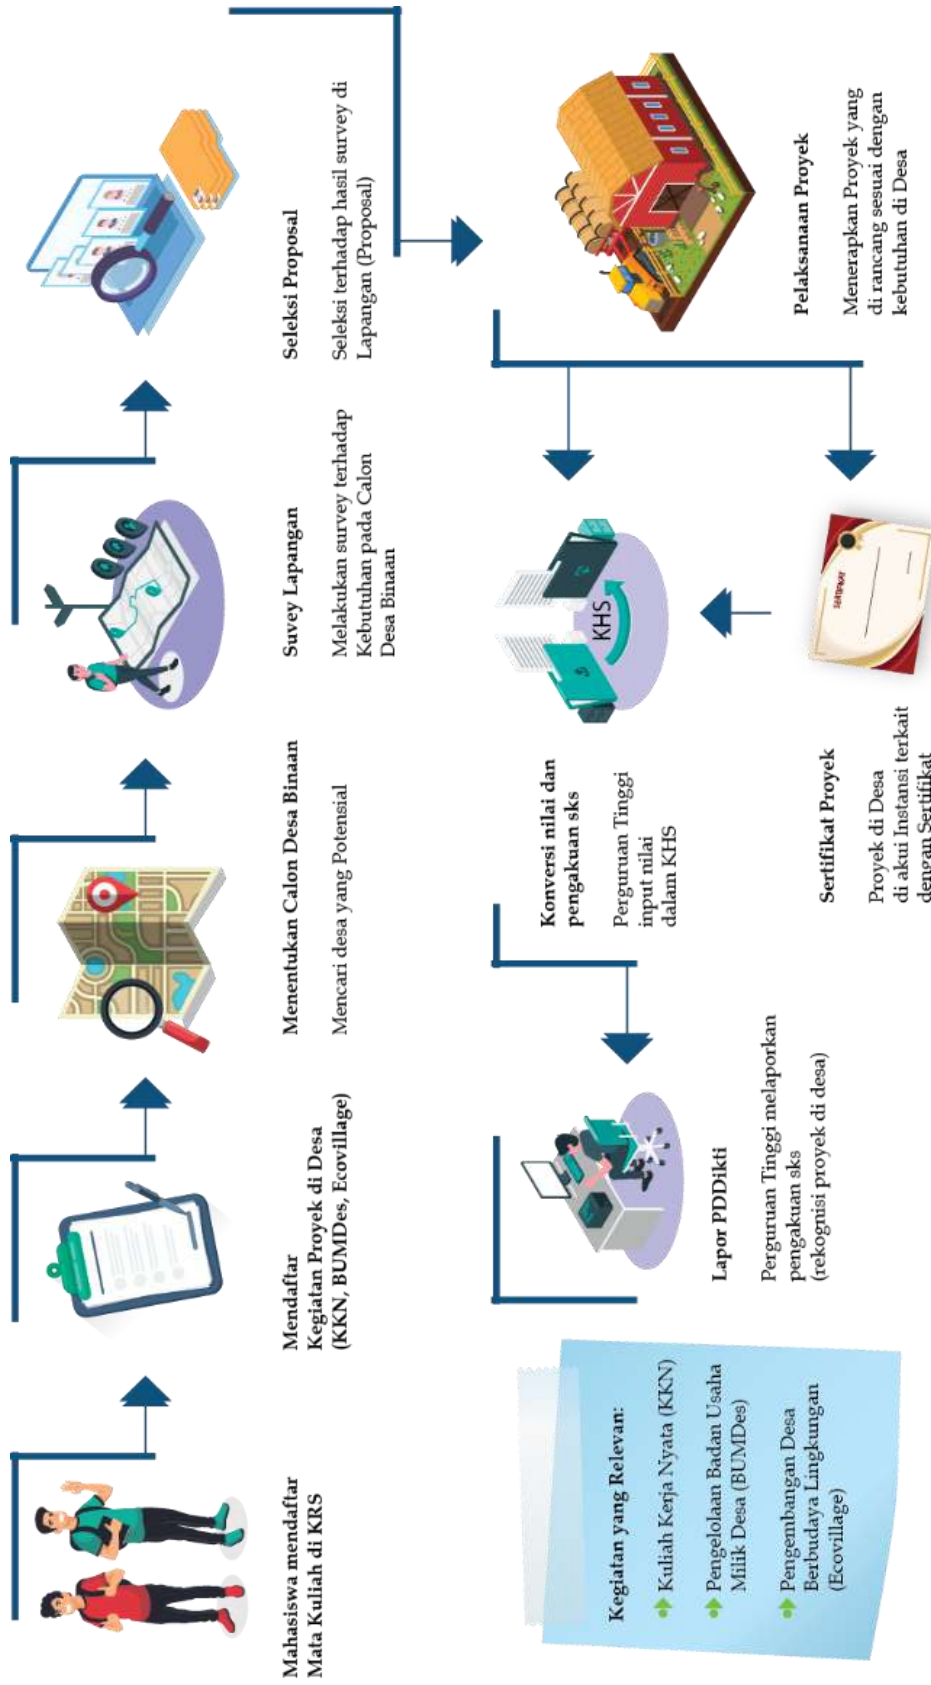 Mahasiswa mendaftar
Mata Kuliah di KRS
Mendaftar
Kegiatan Proyek di Desa
(KKN, BUMDes, Ecovillage)
Menentukan Calon Desa Binaan
Mencari desa yang Potensial
Suvey Lapangan
Melakukan survey terhadap
Kebutuhan pada Calon
Desa Binaan
Seleksi Proposal
Seleksi terhadap hasil survey di
Lapangan (Proposal)
Pelaksanaan Proyek
Menerapkan Proyek yang
di rancang sesuai dengan
kebutuhan di Desa
KHS
Konversi nilai dan
pengakuan sks
Perguruan Tinggi
input nilai
dalam KHS
SERTIFIKAT
Sertifikat Proyek
Proyek di Desa
di akui Instansi terkait
dengan Sertifikat
Lapor PDDikti
Perguruan Tinggi melaporkan
pengakuan sks
(rekognisi proyek di desa)
Kegiatan yang Relevan:
Kuliah Kerja Nyata (KKN)
Pengelolaan Badan Usaha
Milik Desa (BUMDes)
Pengembangan Desa
Berbudaya Lingkungan
(Ecovillage)